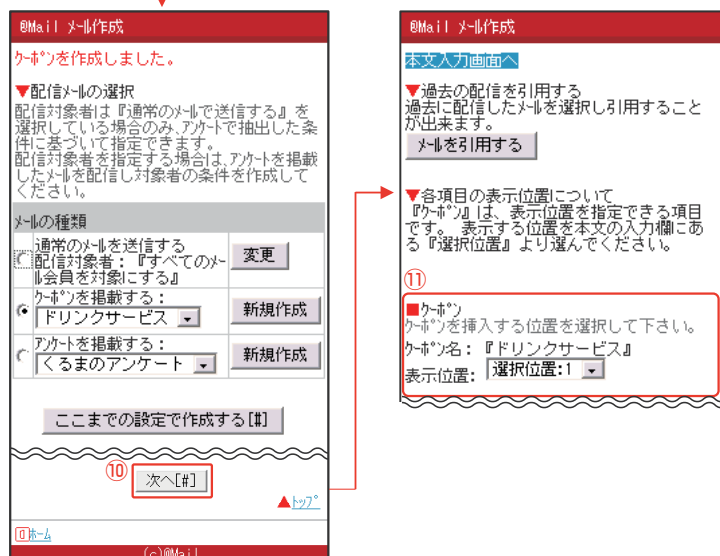 @Mail ﾒｰﾙ作成
ｸｰﾎﾟﾝを作成しました。
▼配信ﾒｰﾙの選択
配信対象者は『通常のﾒｰﾙで送信する』を
選択している場合のみ､ｱﾝｹｰﾄで抽出した条
件に基づいて指定できます。
配信対象者を指定する場合は､ｱﾝｹｰﾄを掲載
したﾒｰﾙを配信し対象者の条件を作成して
ください。
ﾒｰﾙの種類
通常のﾒｰﾙを送信する
配信対象者：『すべてのﾒｰ
ﾙ会員を対象にする』
変更
ｸｰﾎﾟﾝを掲載する：
ドリンクサービス
新規作成
ｱﾝｹｰﾄを掲載する：
くるまのアンケート
新規作成
ここまでの設定で作成する[#]
⑩
次へ[#]
▲ﾄｯﾌﾟ
0ﾎｰﾑ
(c)@Mail
@Mail ﾒｰﾙ作成
本文入力画面へ
▼過去の配信を引用する
過去に配信したﾒｰﾙを選択し引用すること
が出来ます。
ﾒｰﾙを引用する
▼各項目の表示位置について
『ｸｰﾎﾟﾝ』は、表示位置を指定できる項目
です。 表示する位置を本文の入力欄にあ
る『選択位置』より選んでください。
⑪
■ｸｰﾎﾟﾝ
ｸｰﾎﾟﾝを挿入する位置を選択して下さい。
ｸｰﾎﾟﾝ名：『ドリンクサービス』
表示位置: 選択位置:1